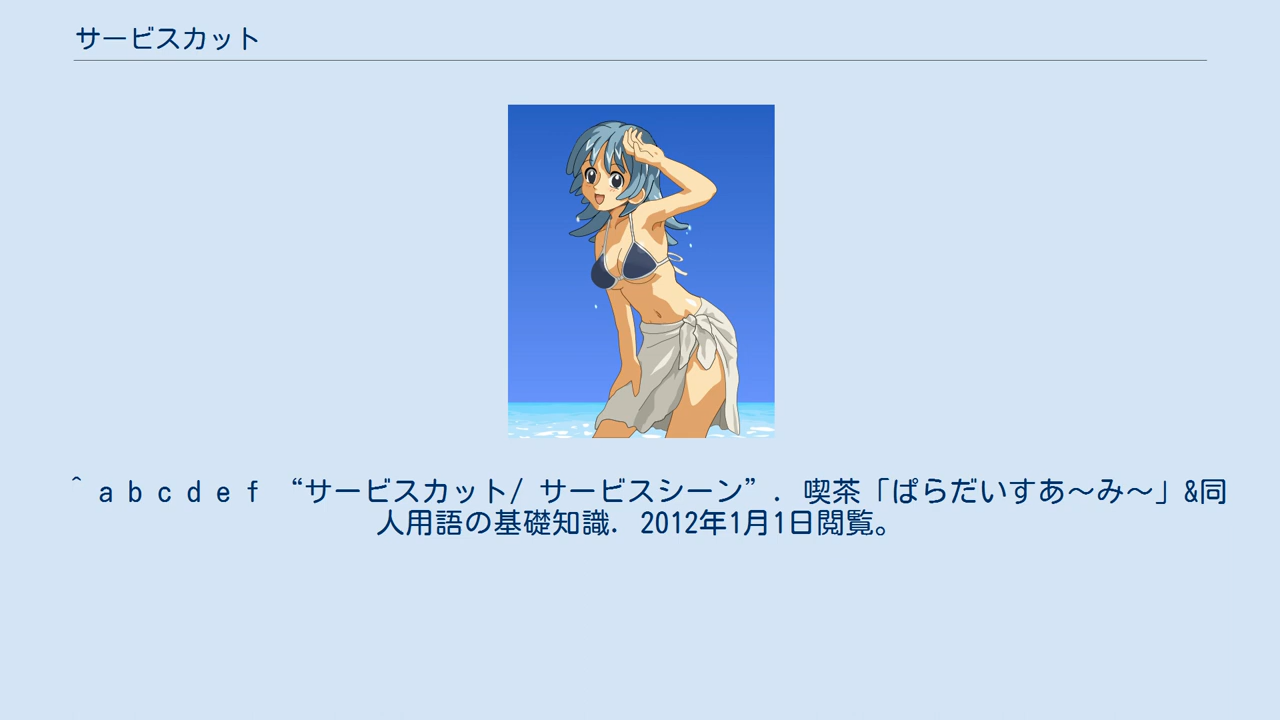 サービスカット
^ a b c d e f “サービスカット/ サービスシーン”. 喫茶「ぱらだいすあ〜み〜」&同
人用語の基礎知識. 2012年1月1日閲覧。